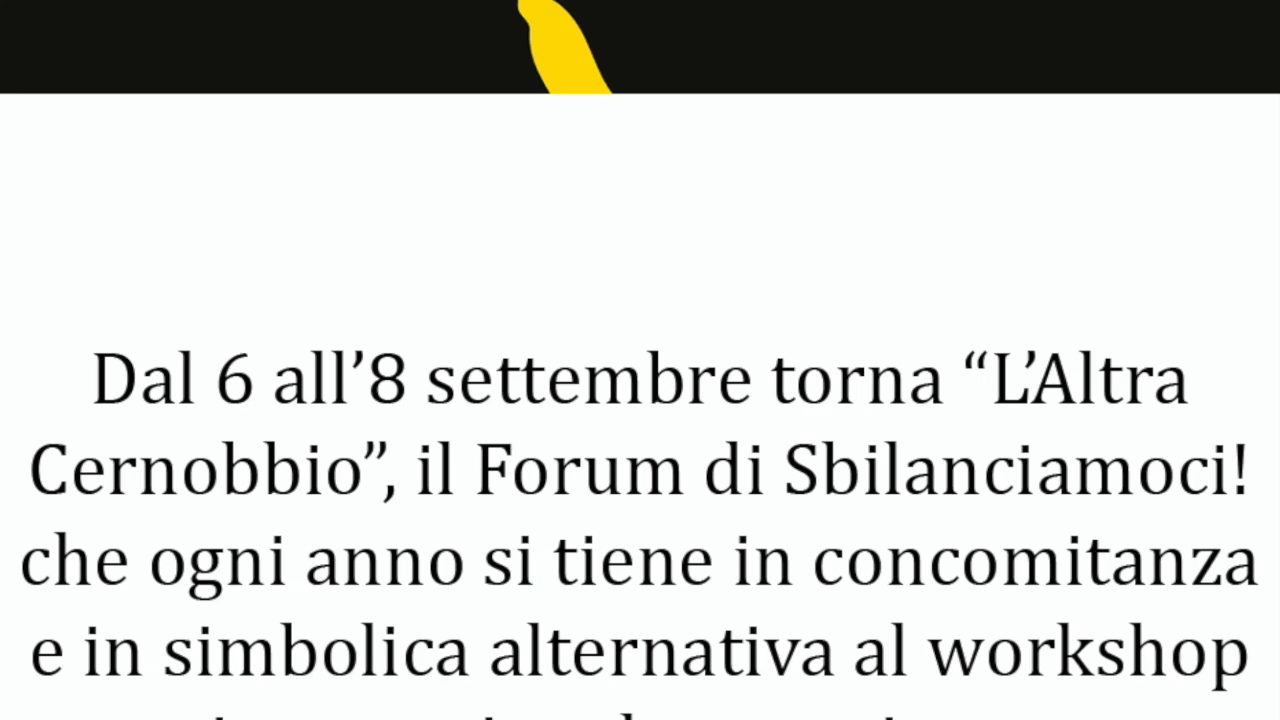 Dal 6 all’8 settembre torna “L’Altra
Cernobbio”, il Forum di Sbilanciamoci!
che ogni anno si tiene in concomitanza
e in simbolica alternativa al workshop